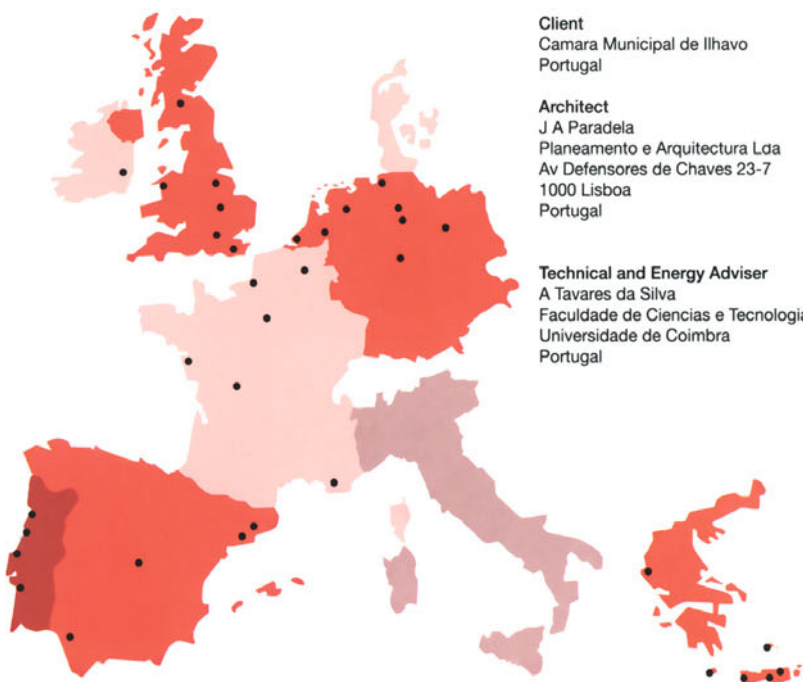 Client
Camara Municipal de Ilhavo
Portugal
Architect
J A Paradela
Planeamento e Arquitectura Lda
Av Defensores de Chaves 23-7
1000 Lisboa
Portugal
Technical and Energy Adviser
A Tavares da Silva
Faculdade de Ciencias e Tecnologia
Universidade de Coimbra
Portugal